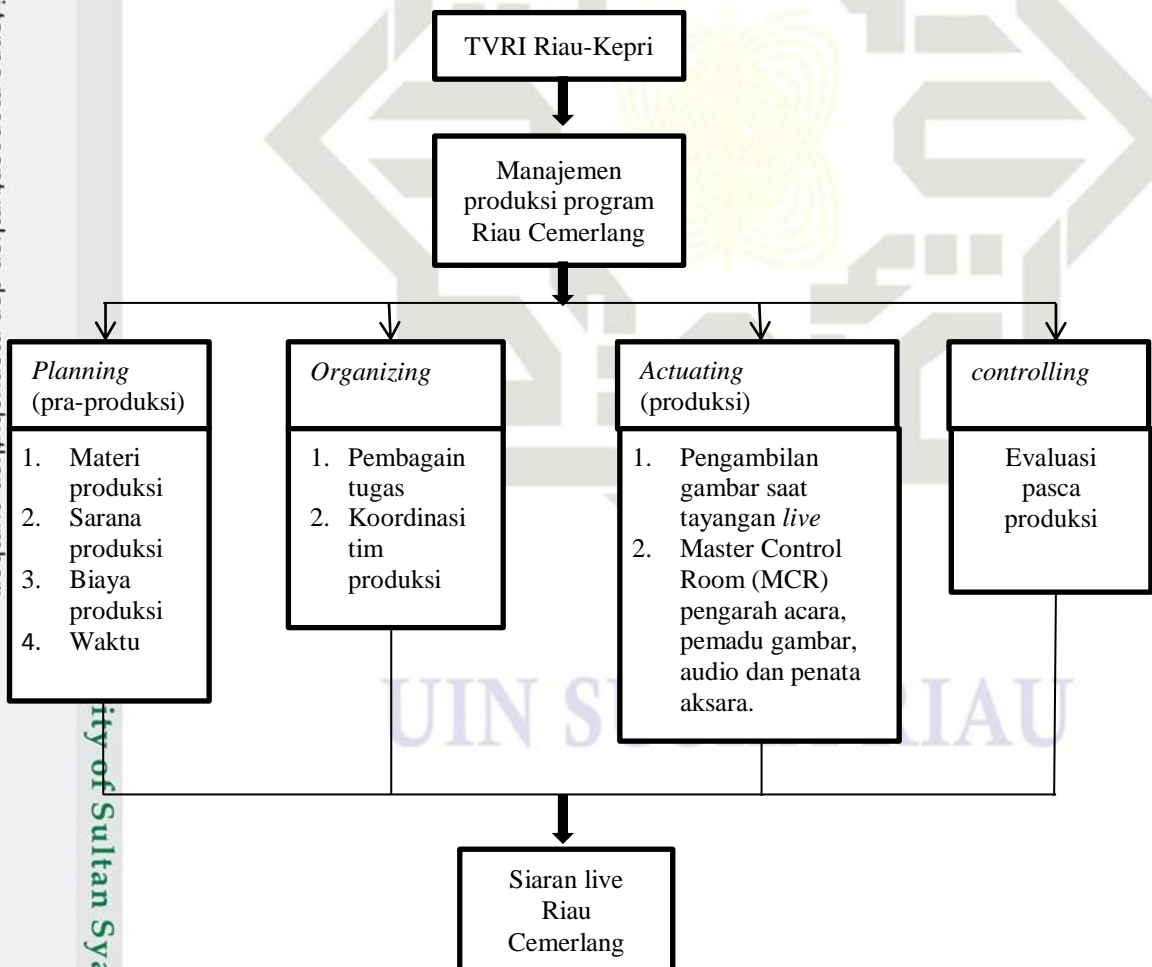 TVRI Riau-Kepri
Manajemen
produksi program
Riau Cemerlang
Planning
(pra-produksi)
1. Materi
produksi
2. Sarana
produksi
3. Biaya
produksi
4. Waktu
Organizing
1. Pembagain
tugas
2. Koordinasi
tim
produksi
Actuating
(produksi)
1. Pengambilan
gambar saat
tayangan live
2. Master Control
Room (MCR)
pengarah acara,
pemadu gambar,
audio dan penata
aksara.
controlling
Evaluasi
pasca
produksi
Siaran live
Riau
Cemerlang
UIN S RIAU
ity of Sultan Sya